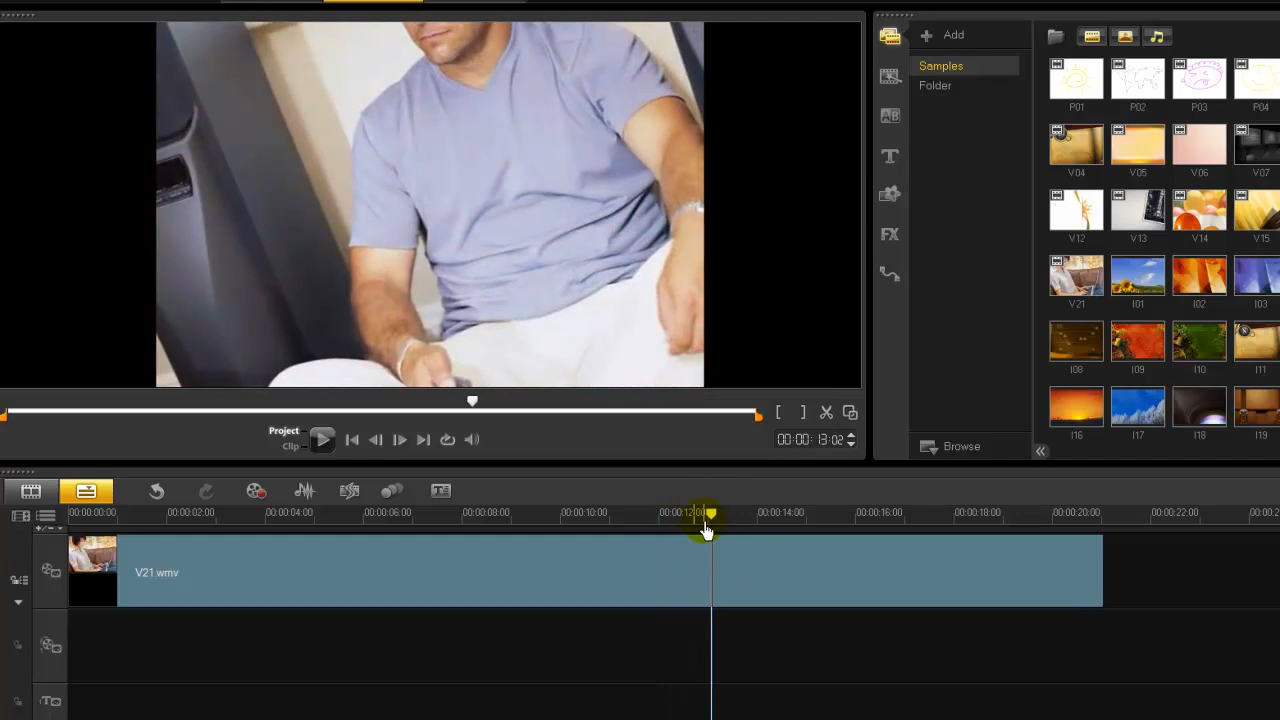 Add
Samples
Folder
P01 P02 P03 P04
V04 V05 V06 V07
V12 V13 V14 V15
V21 I01 I02 I03
I08 I09 I10 I11
I16 I17 I18 I19
Browse
Project
Clip
00:00: 13:02
AB
T
FX
00:00:00:00 ,00:00:02:00 ,00:00:04:00 ,00:00:06:00 ,00:00:08:00 ,00:00:10:00 ,00:00:14:00 ,00:00:16:00 ,00:00:18:00 ,00:00:20:00 ,00:00:22:00
V21.wmv